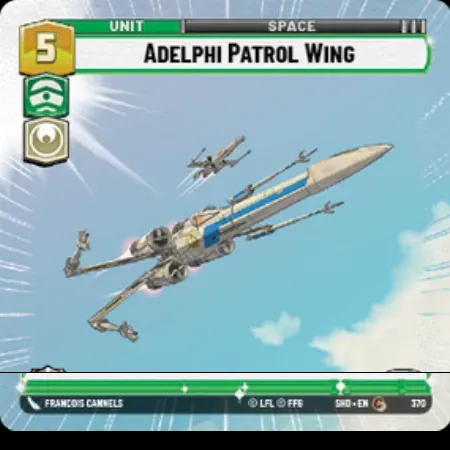 UNIT SPACE
5 ADELPHI PATROL WING
FRANCOIS CANNELS © LFL © FFG SHD • EN 370